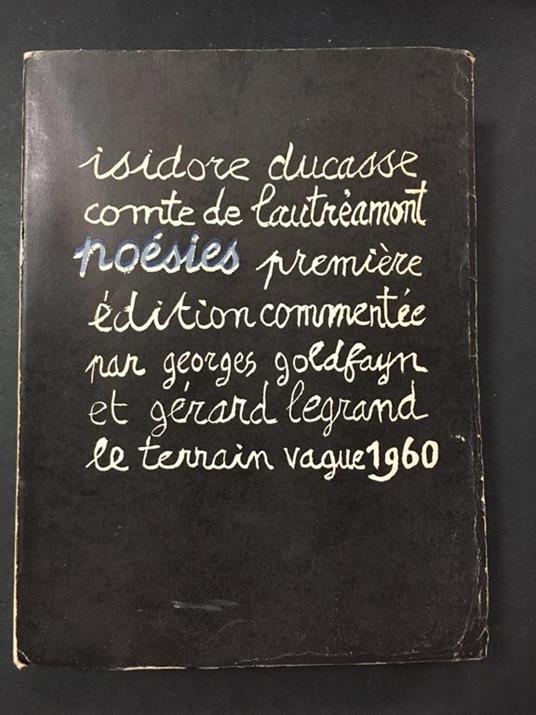 isidore ducasse
comte de lautréamont
poésies première
édition commentée
par georges goldfayn
et gérard legrand
le terrain vague 1960